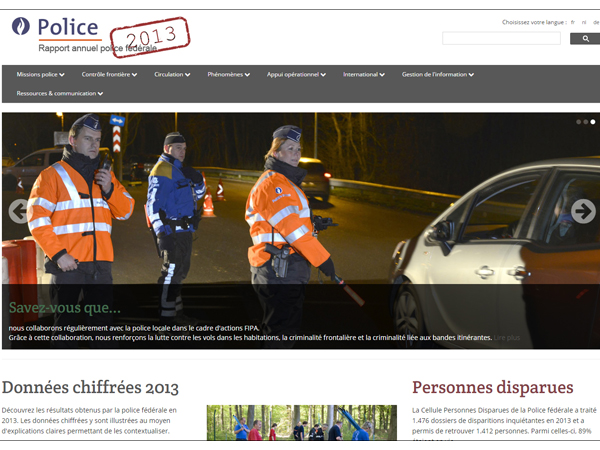 Police
Rapport annuel police fédérale
2013
Choisissez votre langue : fr nl de
Missions police
Contrôle frontière
Circulation
Phénomènes
Appui opérationnel
International
Gestion de l'information
Ressources & communication
Savez-vous que...
nous collaborons régulièrement avec la police locale dans le cadre d'actions FIPA.
Grâce à cette collaboration, nous renforçons la lutte contre les vols dans les habitations, la criminalité frontalière et la criminalité liée aux bandes itinérants. Lire plus
Données chiffrées 2013
Découvrez les résultats obtenus par la police fédérale en
2013. Les données chiffrées y sont illustrées au moyen
d'explications claires permettant de les contextualiser.
Personnes disparues
La Cellule Personnes Disparues de la Police fédérale a traité
1.476 dossiers de disparitions inquiétantes en 2013 et a
permis de retrouver 1.412 personnes. Parmi celles-ci, 89%